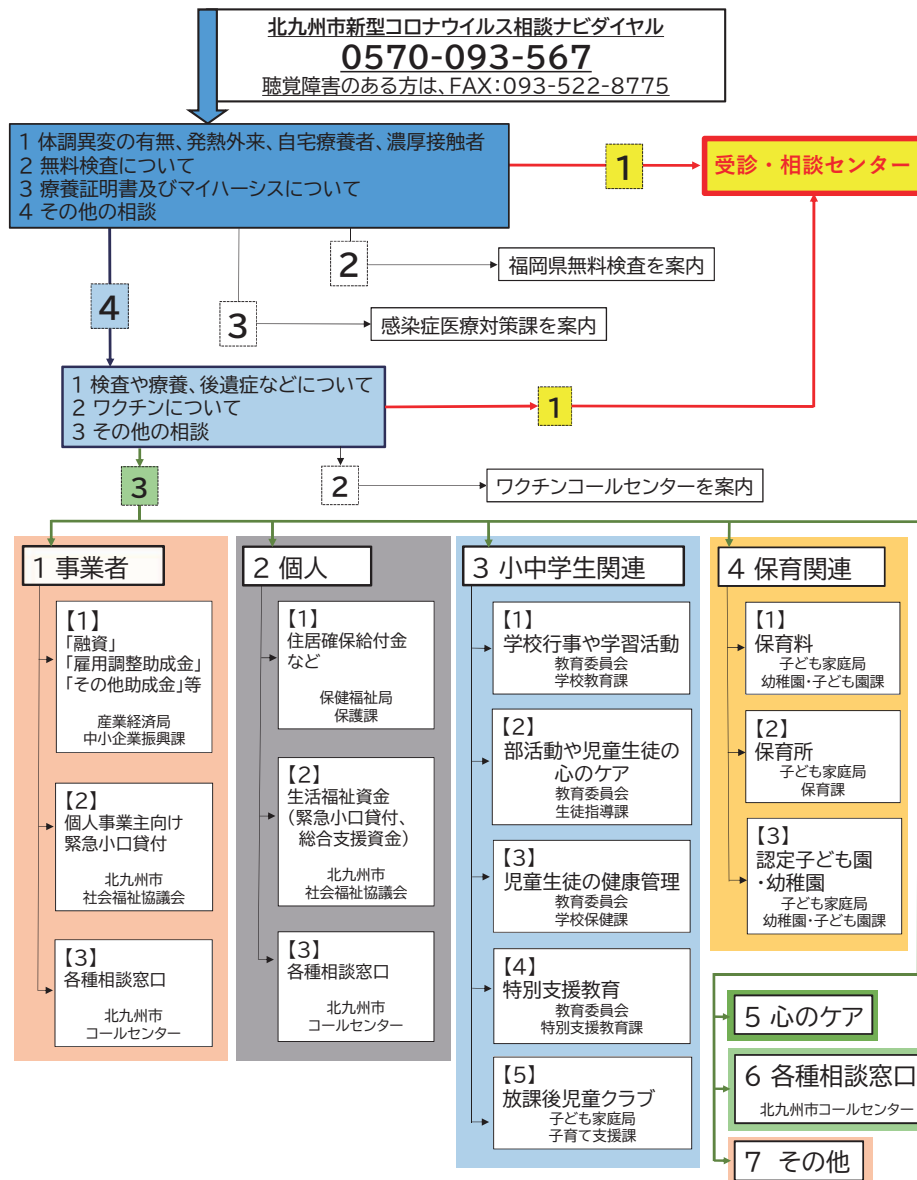 北九州市新型コロナウイルス相談ナビダイヤル
0570-093-567
聴覚障害のある方は、FAX:093-522-8775
1 体調異変の有無、発熱外来、自宅療養者、濃厚接触者
2 無料検査について
3 療養証明書及びマイハーシスについて
4 その他の相談
1
受診・相談センター
2
福岡県無料検査を案内
3
感染症医療対策課を案内
4
1 検査や療養、後遺症などについて
2 ワクチンについて
3 その他の相談
1
2
ワクチンコールセンターを案内
3
1 事業者
【1】
「融資」
「雇用調整助成金」
「その他助成金」等
産業経済局
中小企業振興課
【2】
個人事業主向け
緊急小口貸付
北九州市
社会福祉協議会
【3】
各種相談窓口
北九州市
コールセンター
2 個人
【1】
住居確保給付金
など
保健福祉局
保護課
【2】
生活福祉資金
(緊急小口貸付、
総合支援資金)
北九州市
社会福祉協議会
【3】
各種相談窓口
北九州市
コールセンター
3 小中学生関連
【1】
学校行事や学習活動
教育委員会
学校教育課
【2】
部活動や児童生徒の
心のケア
教育委員会
生徒指導課
【3】
児童生徒の健康管理
教育委員会
学校保健課
【4】
特別支援教育
教育委員会
特別支援教育課
【5】
放課後児童クラブ
子ども家庭局
子育て支援課
4 保育関連
【1】
保育料
子ども家庭局
幼稚園・子ども園課
【2】
保育所
子ども家庭局
保育課
【3】
認定子ども園
・幼稚園
子ども家庭局
幼稚園・子ども園課
5 心のケア
6 各種相談窓口
北九州市コールセンター
7 その他